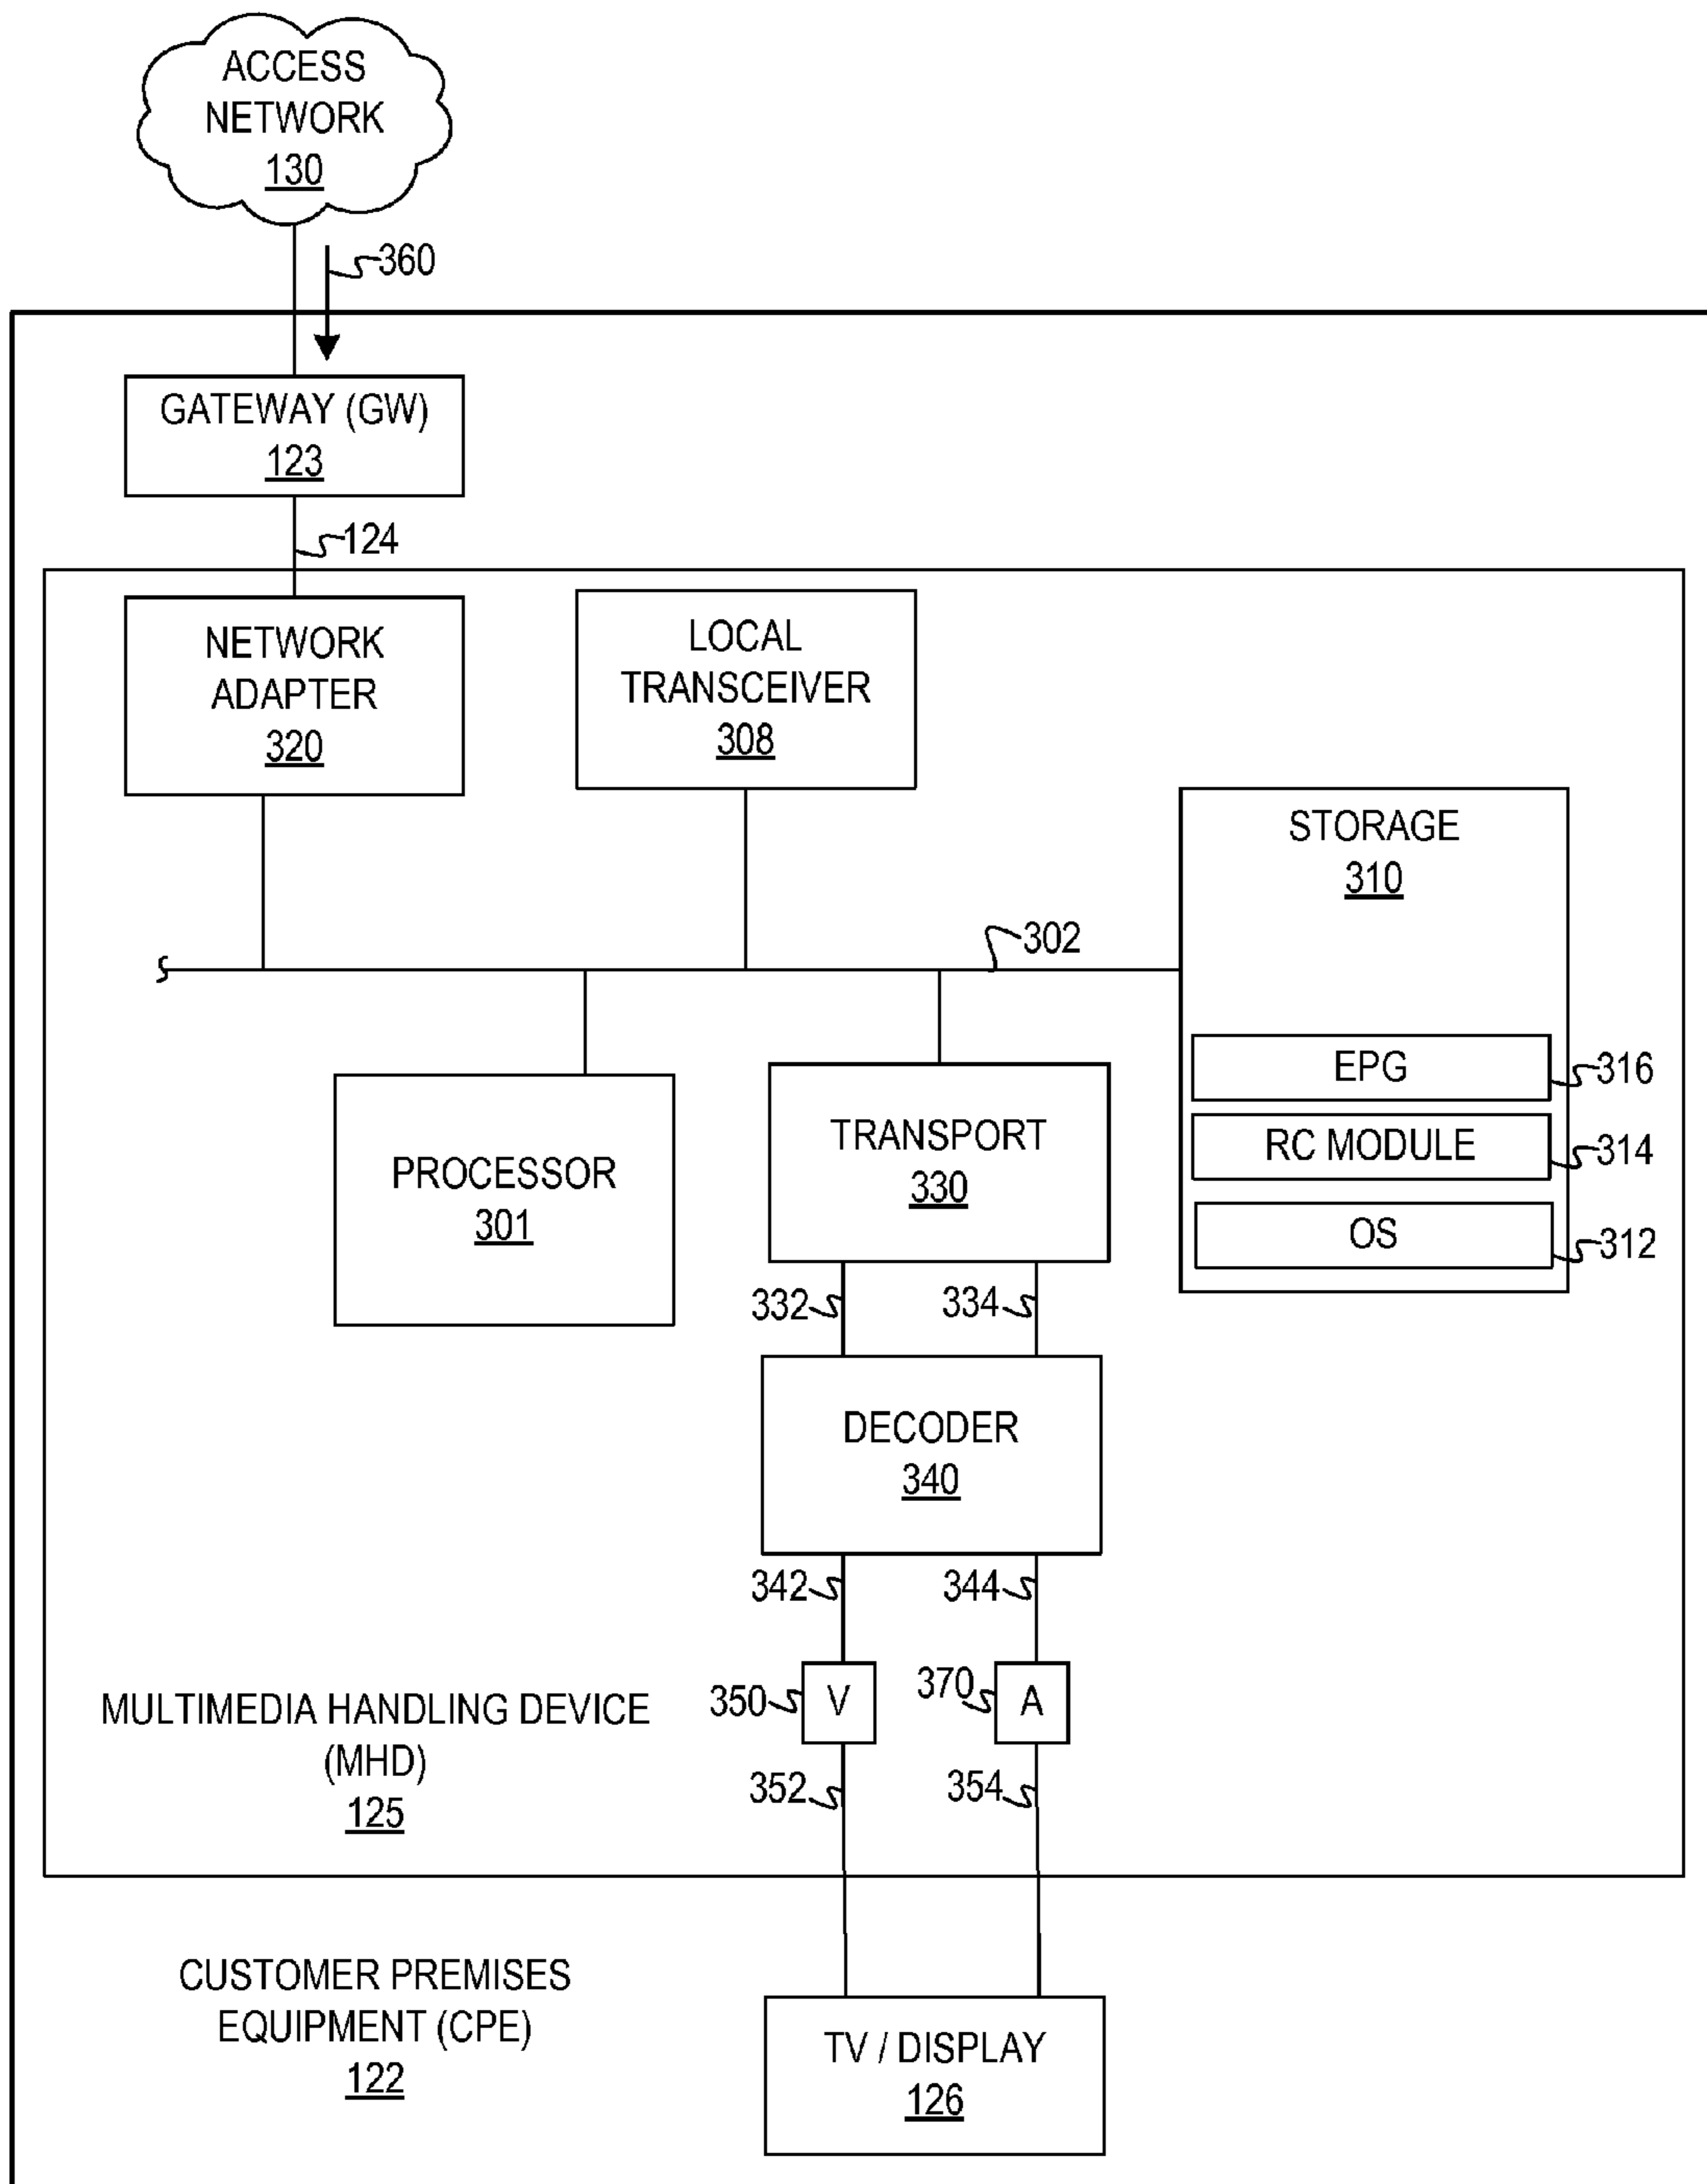 ACCESS
NETWORK
130
360
GATEWAY (GW)
123
124
NETWORK
ADAPTER
320
LOCAL
TRANSCEIVER
308
STORAGE
310
302
EPG
316
RC MODULE
314
OS
312
PROCESSOR
301
TRANSPORT
330
332
334
DECODER
340
342
344
350
V
370
A
352
354
MULTIMEDIA HANDLING DEVICE
(MHD)
125
CUSTOMER PREMISES
EQUIPMENT (CPE)
122
TV / DISPLAY
126